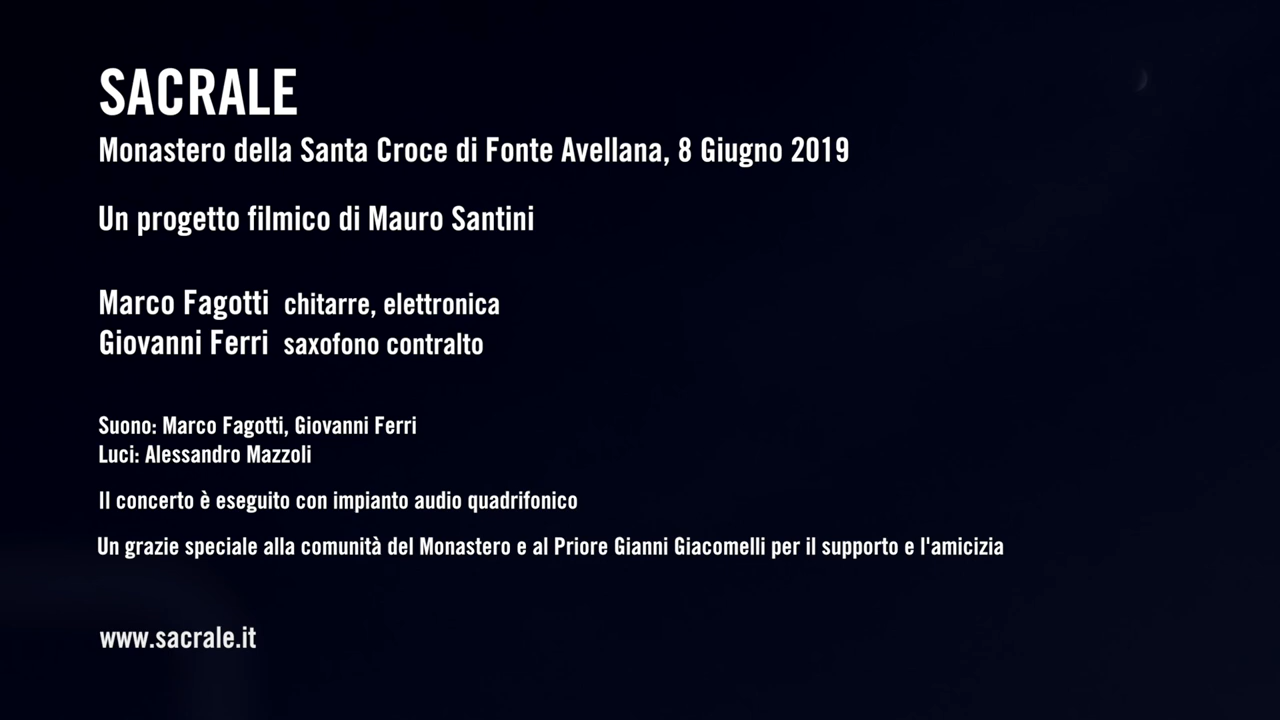 SACRALE
Monastero della Santa Croce di Fonte Avellana, 8 Giugno 2019
Un progetto filmico di Mauro Santini
Marco Fagotti chitarre, elettronica
Giovanni Ferri saxofono contralto
Suono: Marco Fagotti, Giovanni Ferri
Luci: Alessandro Mazzoli
Il concerto è eseguito con impianto audio quadrifonico
Un grazie speciale alla comunità del Monastero e al Priore Gianni Giacomelli per il supporto e l'amicizia
www.sacrale.it